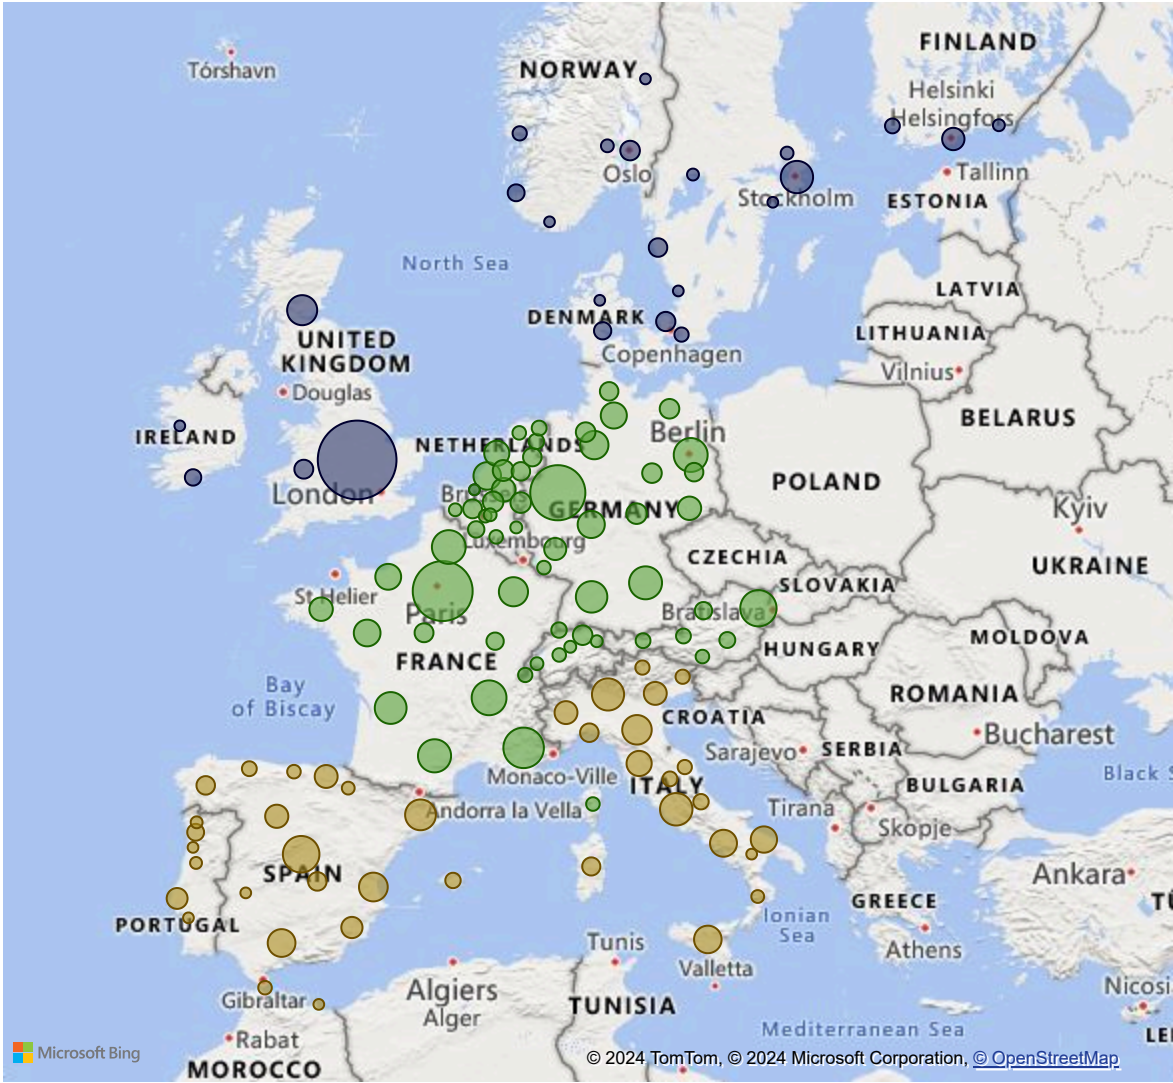 FINLAND
Tórshavn
NORWAY
Helsinki
Helsingfors
Oslo
Tallinn
Stockholm
ESTONIA
North Sea
LATVIA
DENMARK
LITHUANIA
UNITED
KINGDOM
Copenhagen
Vilnius
Douglas
BELARUS
IRELAND
NETHERLANDS
Berlin
POLAND
London
Brussels
GERMANY
Kyiv
Luxembourg
CZECHIA
UKRAINE
SLOVAKIA
St Helier
Paris
Bratislava
MOLDOVA
HUNGARY
FRANCE
Bay
of Biscay
ROMANIA
CROATIA
Bucharest
Sarajevo
SERBIA
Monaco-Ville
Black S
ITALY
BULGARIA
Andorra la Vella
Tirana
Skopje
SPAIN
Ankara
GREECE
TÜ
PORTUGAL
Ionian
Sea
Tunis
Athens
Valletta
Gibraltar
Algiers
Alger
Nicosi
TUNISIA
Rabat
Mediterranean Sea
LE
Microsoft Bing
© 2024 TomTom, © 2024 Microsoft Corporation, © OpenStreetMap
MOROCCO